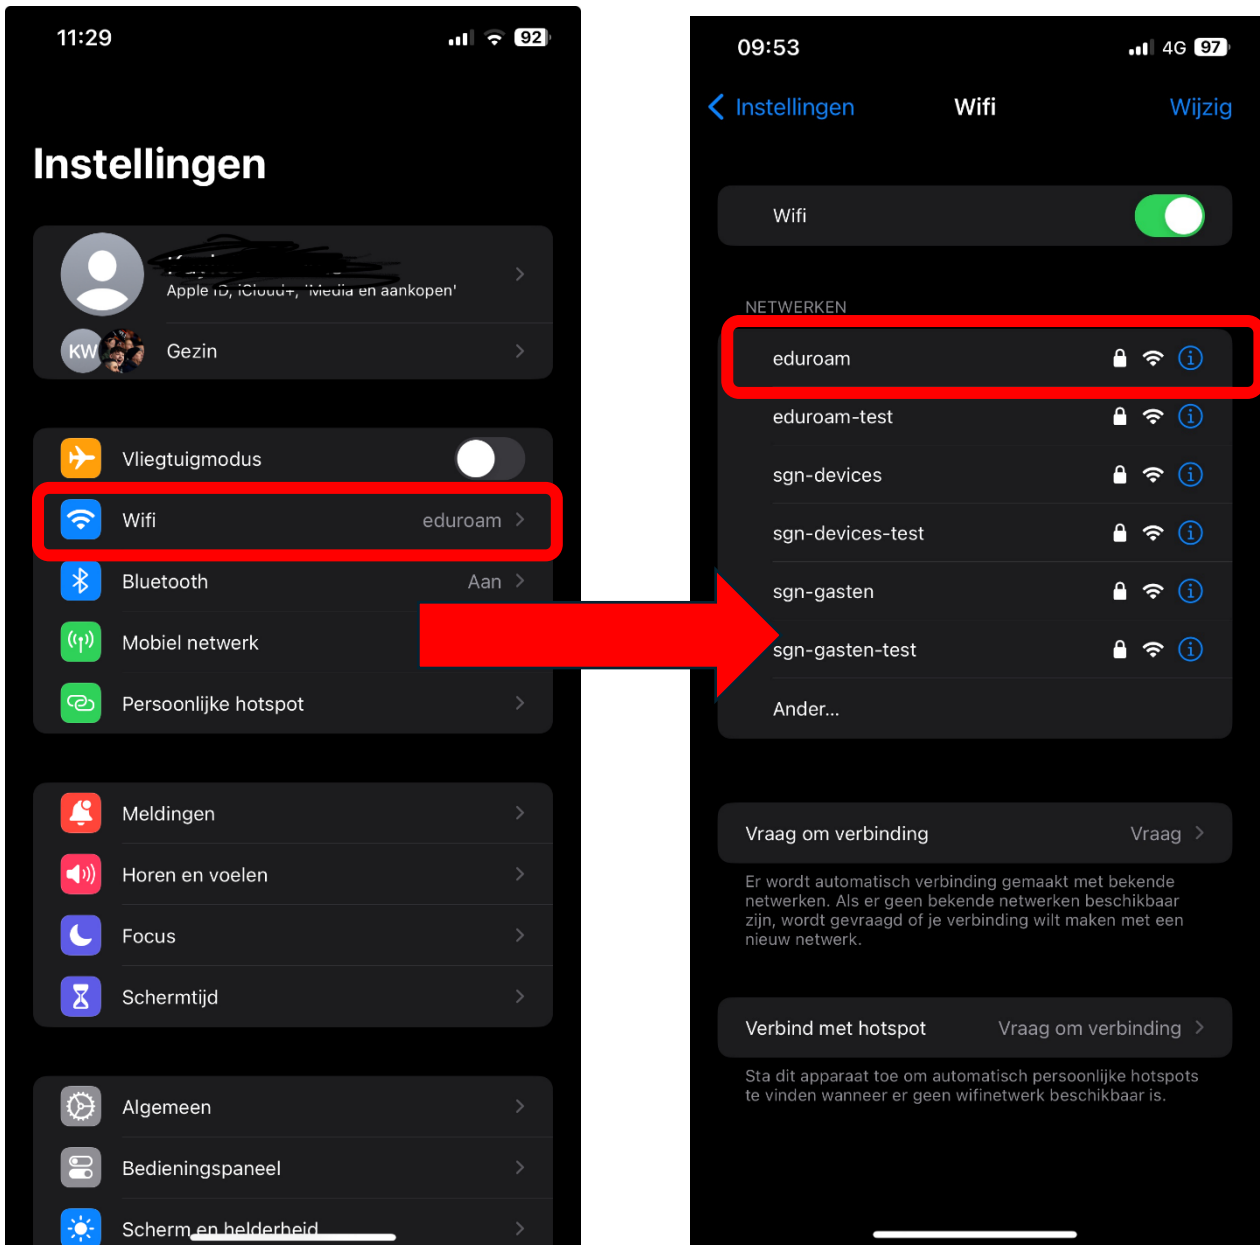 11:29
92
Instellingen
Apple ID, iCloud+, 'Media en aankopen'
KW
Gezin
Vliegtuigmodus
Wifi eduroam
Bluetooth Aan
Mobiel netwerk
Persoonlijke hotspot
Meldingen
Horen en voelen
Focus
Schermtijd
Algemeen
Bedieningspaneel
Scherm en helderheid
09:53
4G 97
Instellingen Wifi Wijzig
Wifi
NETWERKEN
eduroam
eduroam-test
sgn-devices
sgn-devices-test
sgn-gasten
sgn-gasten-test
Ander...
Vraag om verbinding Vraag
Er wordt automatisch verbinding gemaakt met bekende
netwerken. Als er geen bekende netwerken beschikbaar
zijn, wordt gevraagd of je verbinding wilt maken met een
nieuw netwerk.
Verbind met hotspot Vraag om verbinding
Sta dit apparaat toe om automatisch persoonlijke hotspots
te vinden wanneer er geen wifinetwerk beschikbaar is.